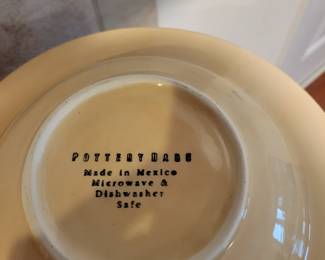 POTTERY BARN
Made in Mexico
Microwave &
Dishwasher
Safe